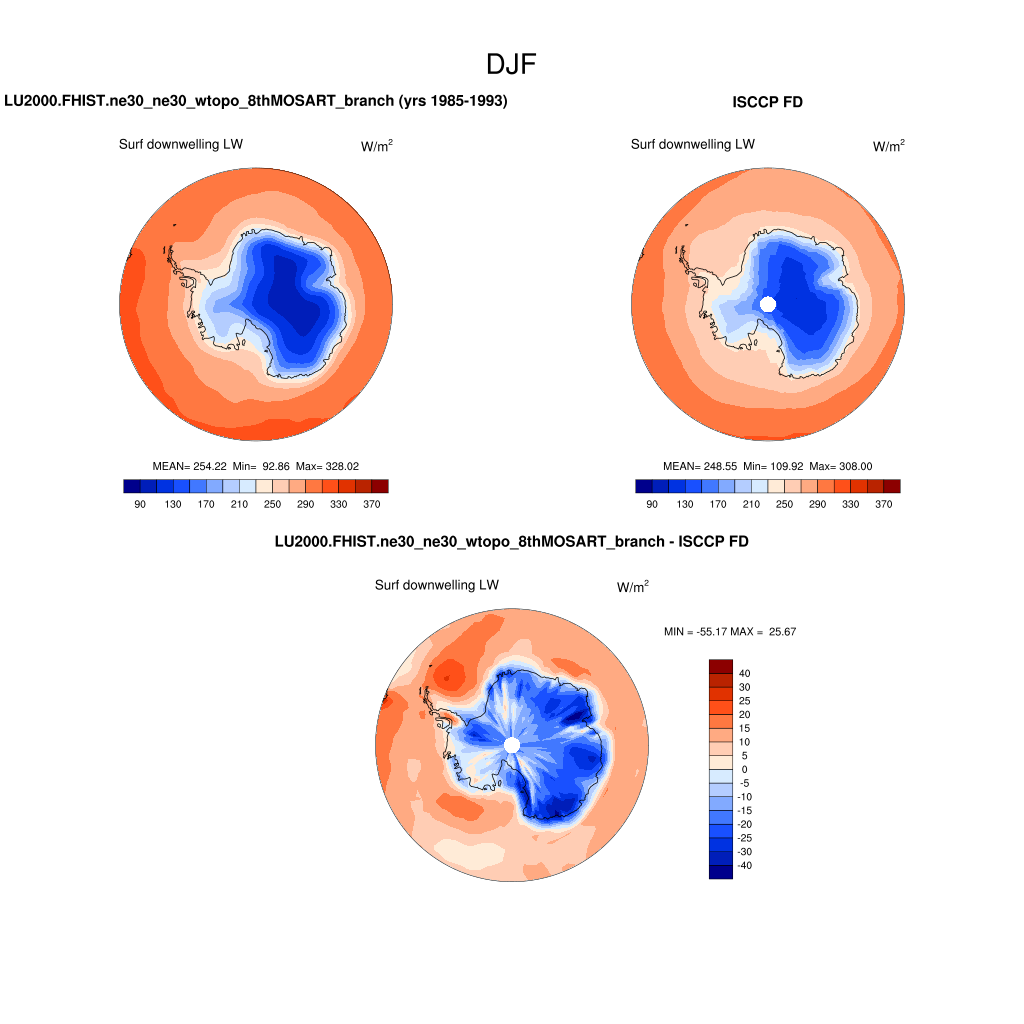 DJF
LU2000.FHIST.ne30_ne30_wtopo_8thMOSART_branch (yrs 1985-1993)
ISCCP FD
Surf downwelling LW W/m²
Surf downwelling LW W/m²
MEAN= 254.22 Min= 92.86 Max= 328.02
MEAN= 248.55 Min= 109.92 Max= 308.00
90 130 170 210 250 290 330 370
90 130 170 210 250 290 330 370
LU2000.FHIST.ne30_ne30_wtopo_8thMOSART_branch - ISCCP FD
Surf downwelling LW W/m²
MIN = -55.17 MAX = 25.67
40
30
25
20
15
10
5
0
-5
-10
-15
-20
-25
-30
-40